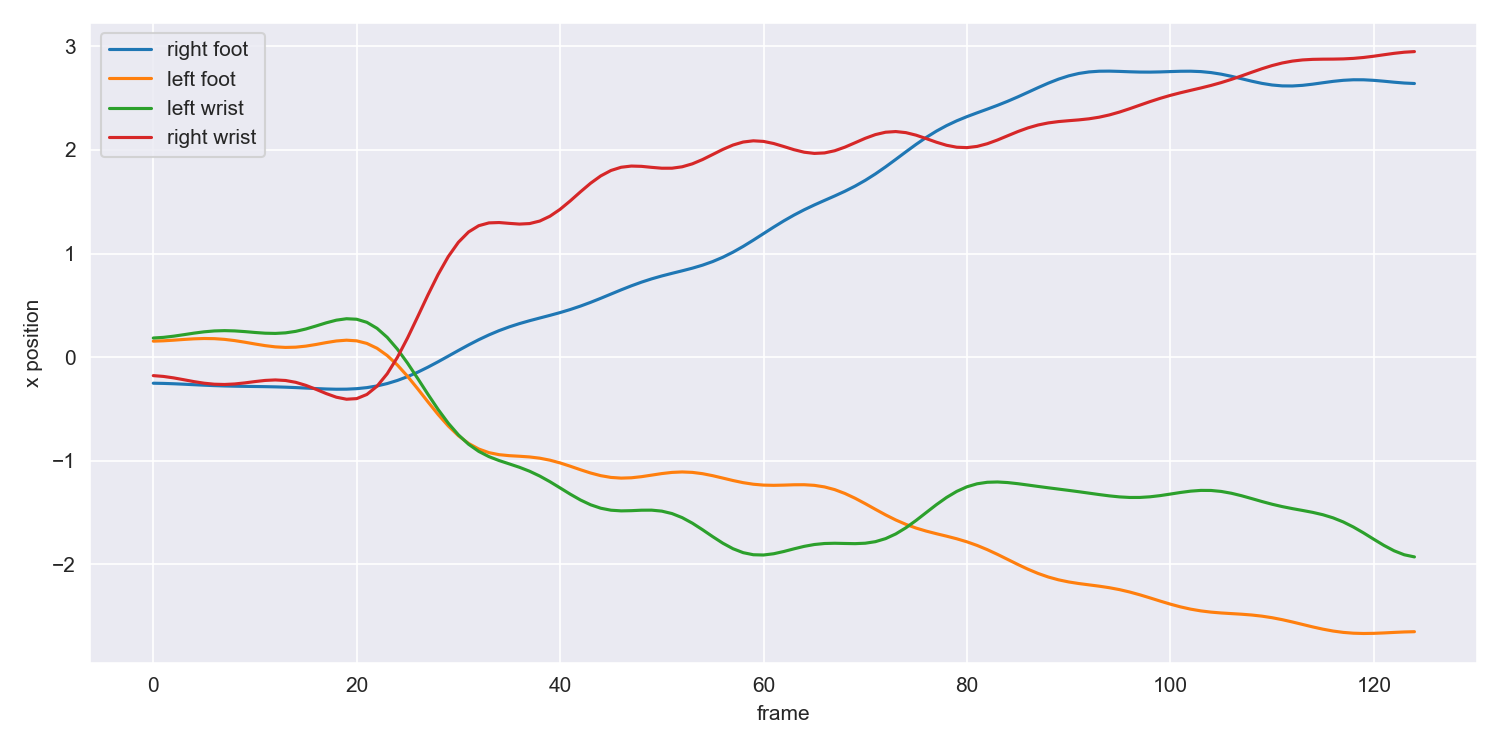 right foot
left foot
left wrist
right wrist
3
2
1
0
−1
−2
x position
0 20 40 60 80 100 120
frame